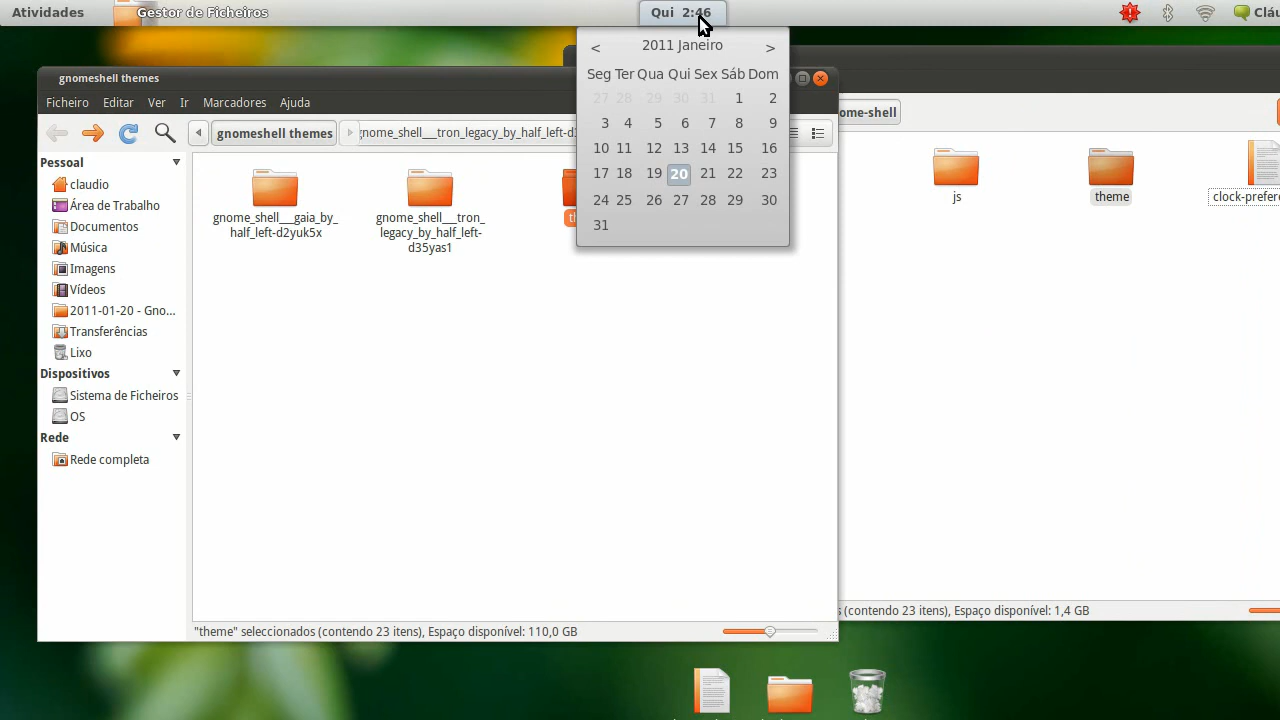 Atividades
Gestor de Ficheiros
Qui 2:46
gnomeshell themes
Ficheiro Editar Ver Ir Marcadores Ajuda
gnomeshell themes
gnome_shell__tron_legacy_by_half_left-d
Pessoal
claudio
Área de Trabalho
Documentos
Música
Imagens
Vídeos
2011-01-20 - Gno...
Transferências
Lixo
Dispositivos
Sistema de Ficheiros
OS
Rede
Rede completa
gnome_shell__gaia_by_
half_left-d2yuk5x
gnome_shell__tron_
legacy_by_half_left-
d35yas1
"theme" seleccionados (contendo 23 itens), Espaço disponível: 110,0 GB
< 2011 Janeiro >
Seg Ter Qua Qui Sex Sáb Dom
27 28 29 30 31 1 2
3 4 5 6 7 8 9
10 11 12 13 14 15 16
17 18 19 20 21 22 23
24 25 26 27 28 29 30
31
ome-shell
js
theme
clock-prefere
(contendo 23 itens), Espaço disponível: 1,4 GB